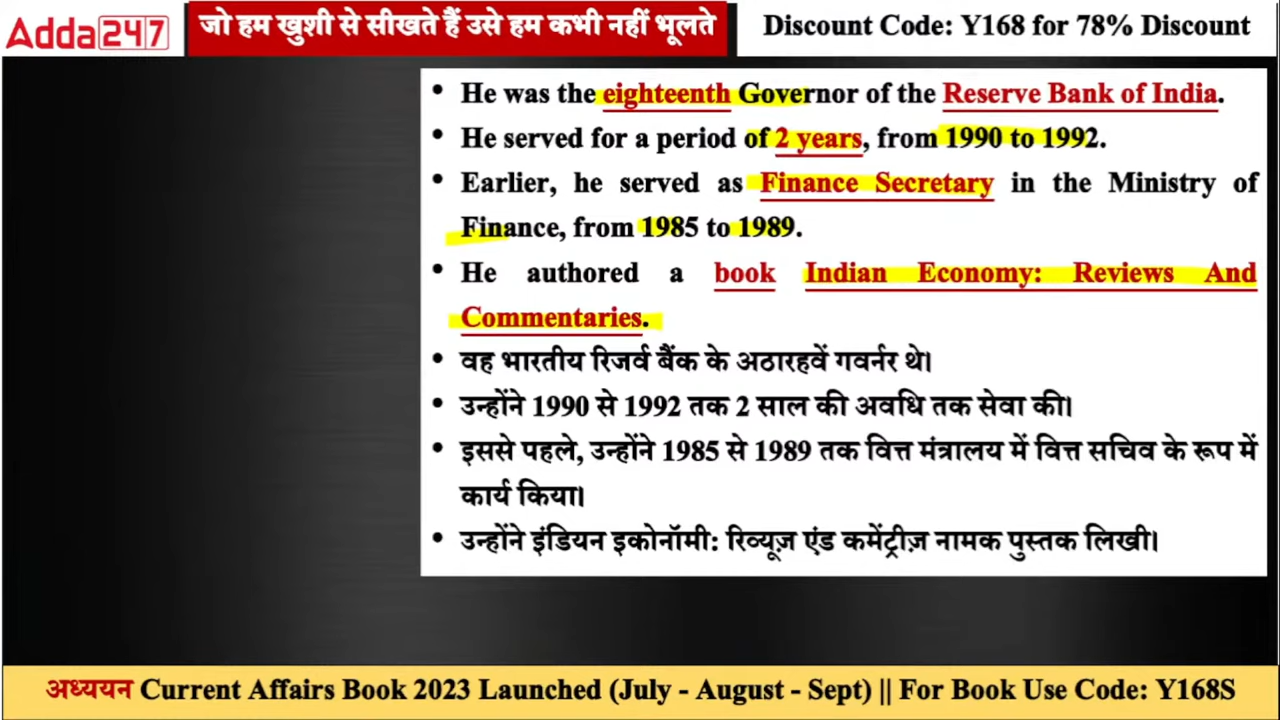 Adda247
जो हम खुशी से सीखते हैं उसे हम कभी नहीं भूलते
Discount Code: Y168 for 78% Discount
• He was the eighteenth Governor of the Reserve Bank of India.
• He served for a period of 2 years, from 1990 to 1992.
• Earlier, he served as Finance Secretary in the Ministry of
Finance, from 1985 to 1989.
• He authored a book Indian Economy: Reviews And
Commentaries.
• वह भारतीय रिजर्व बैंक के अठारहवें गवर्नर थे।
• उन्होंने 1990 से 1992 तक 2 साल की अवधि तक सेवा की।
• इससे पहले, उन्होंने 1985 से 1989 तक वित्त मंत्रालय में वित्त सचिव के रूप में
कार्य किया।
• उन्होंने इंडियन इकोनॉमी: रिव्यूज़ एंड कमेंट्रीज़ नामक पुस्तक लिखी।
अध्ययन Current Affairs Book 2023 Launched (July - August - Sept) || For Book Use Code: Y168S